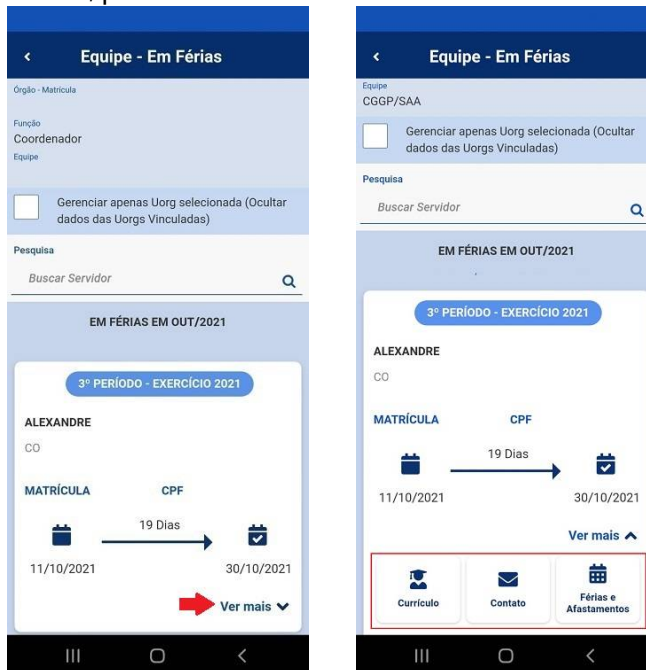 Equipe - Em Férias
Órgão - Matricula
Função
Coordenador
Equipe
Gerenciar apenas Uorg selecionada (Ocultar
dados das Uorgs Vinculadas)
Pesquisa
Buscar Servidor
EM FÉRIAS EM OUT/2021
3º PERÍODO - EXERCÍCIO 2021
ALEXANDRE
CO
MATRÍCULA CPF
19 Dias
11/10/2021 30/10/2021
Ver mais
Equipe - Em Férias
Equipe
CGGP/SAA
Gerenciar apenas Uorg selecionada (Ocultar
dados das Uorgs Vinculadas)
Pesquisa
Buscar Servidor
EM FÉRIAS EM OUT/2021
3º PERÍODO - EXERCÍCIO 2021
ALEXANDRE
CO
MATRÍCULA CPF
19 Dias
11/10/2021 30/10/2021
Ver mais
Currículo Contato Férias e
Afastamentos